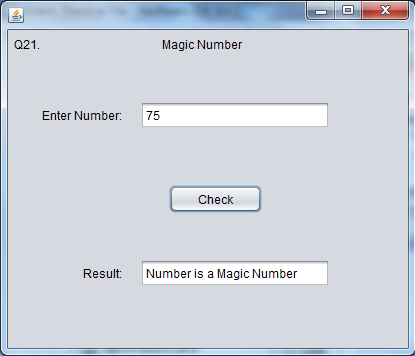 Q21. Magic Number
Enter Number: 75
Check
Result: Number is a Magic Number